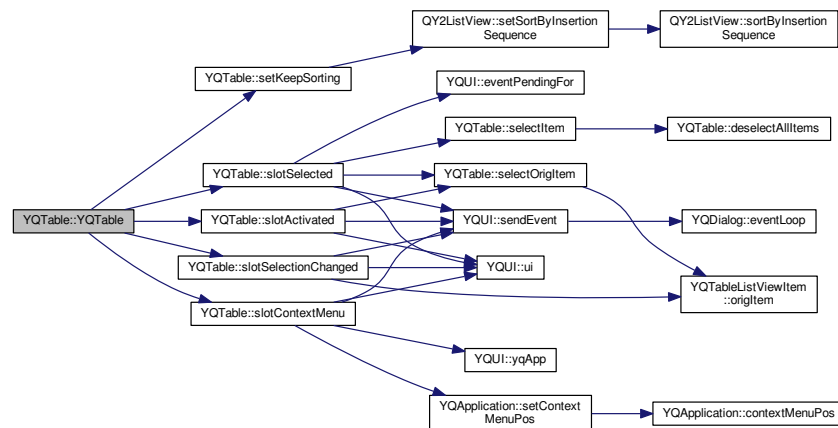 QY2ListView::setSortByInsertion
Sequence
QY2ListView::sortByInsertion
Sequence
YQTable::setKeepSorting
YQUI::eventPendingFor
YQTable::selectItem
YQTable::deselectAllItems
YQTable::slotSelected
YQTable::selectOrigItem
YQTable::YQTable
YQTable::slotActivated
YQUI::sendEvent
YQDialog::eventLoop
YQTable::slotSelectionChanged
YQUI::ui
YQTableListViewItem
::origItem
YQTable::slotContextMenu
YQUI::yqApp
YQApplication::setContext
MenuPos
YQApplication::contextMenuPos